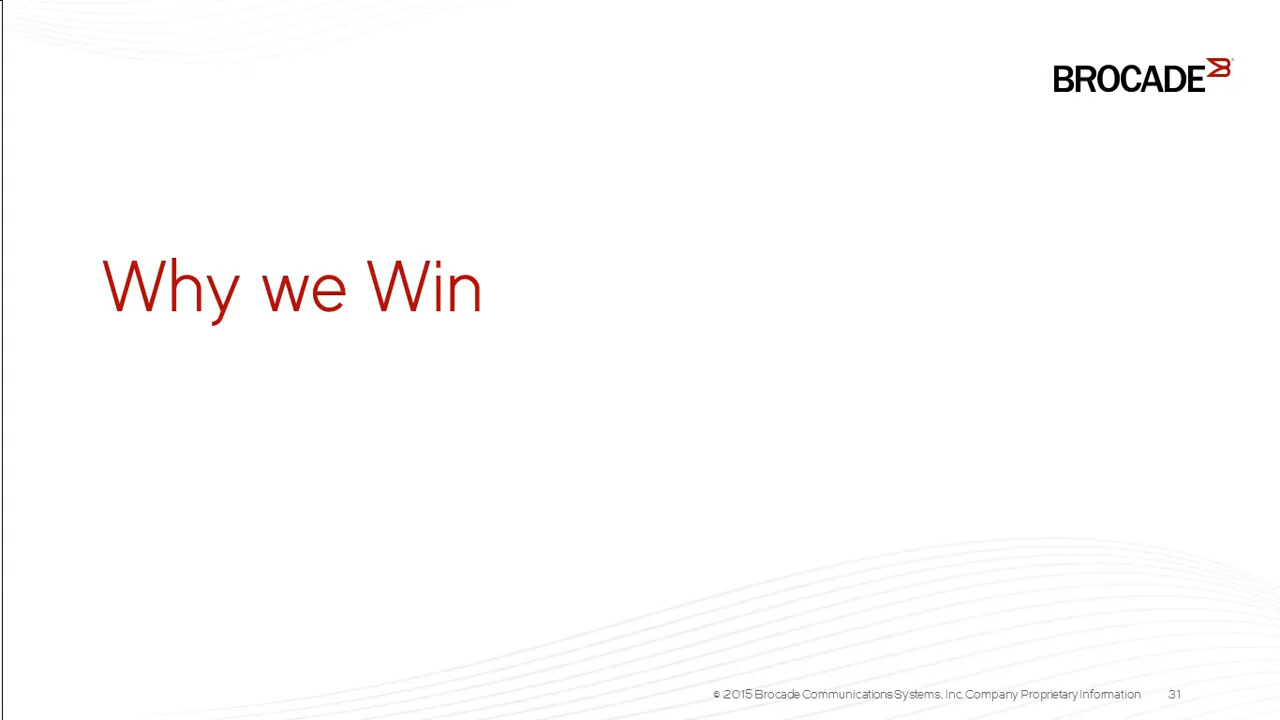 BROCADE
Why we Win
© 2015 Brocade Communications Systems, Inc. Company Proprietary Information 31